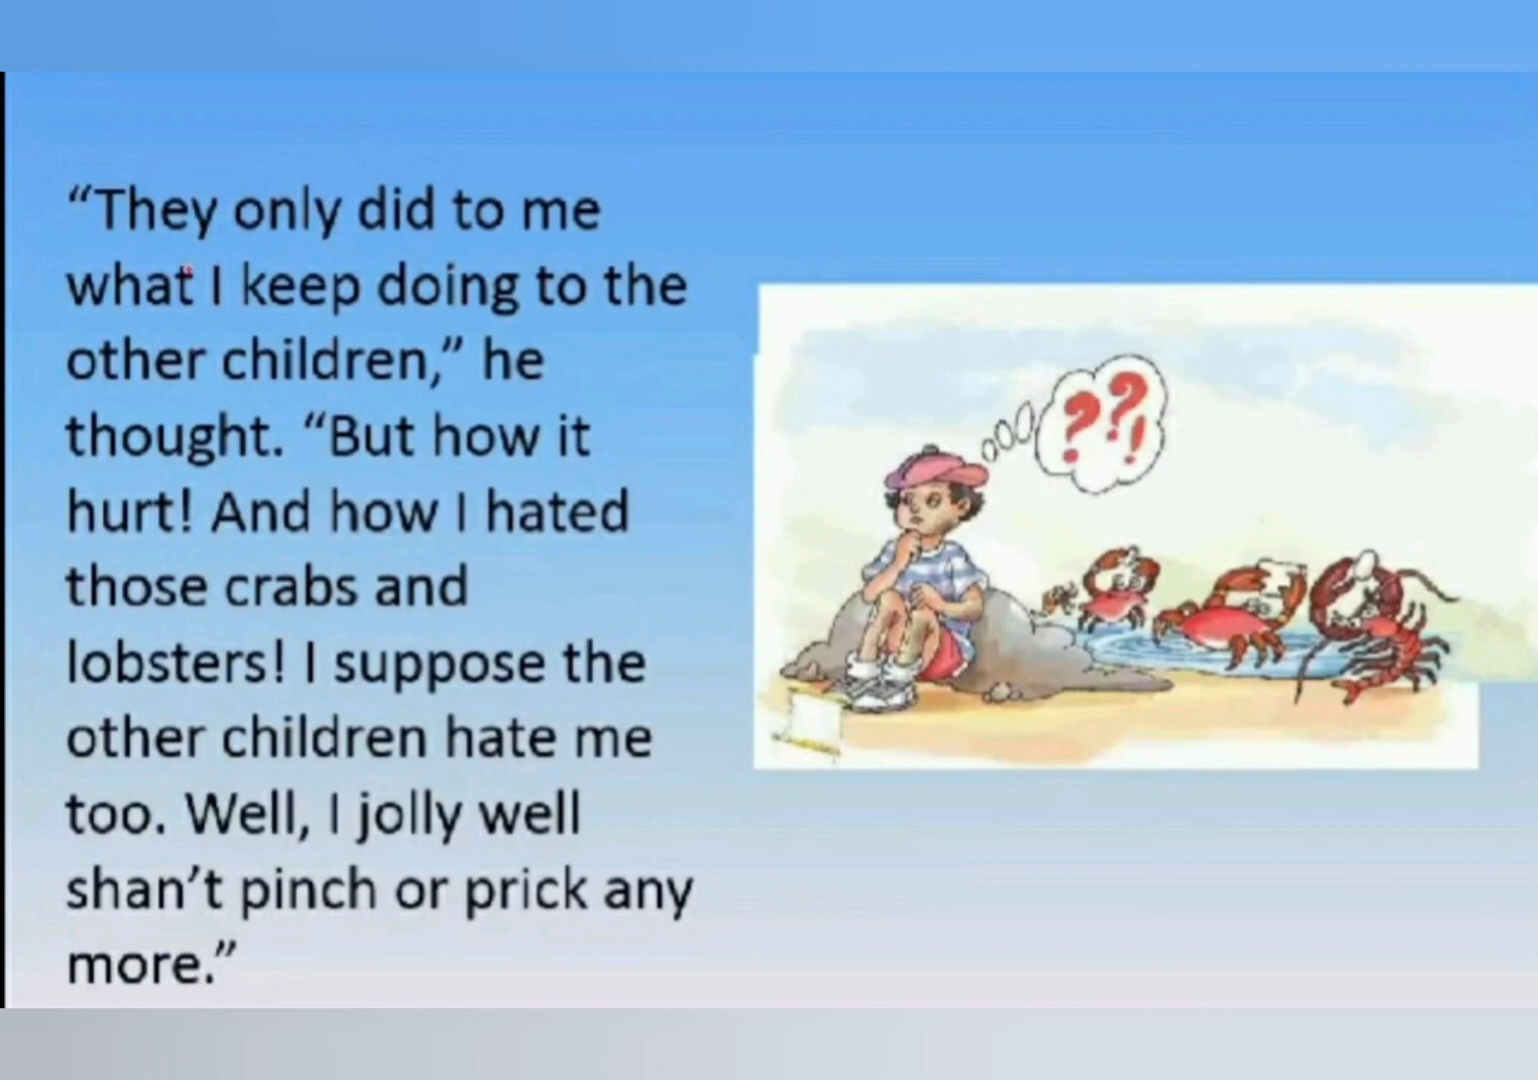 “They only did to me
what I keep doing to the
other children,” he
thought. “But how it
hurt! And how I hated
those crabs and
lobsters! I suppose the
other children hate me
too. Well, I jolly well
shan’t pinch or prick any
more.”
??!